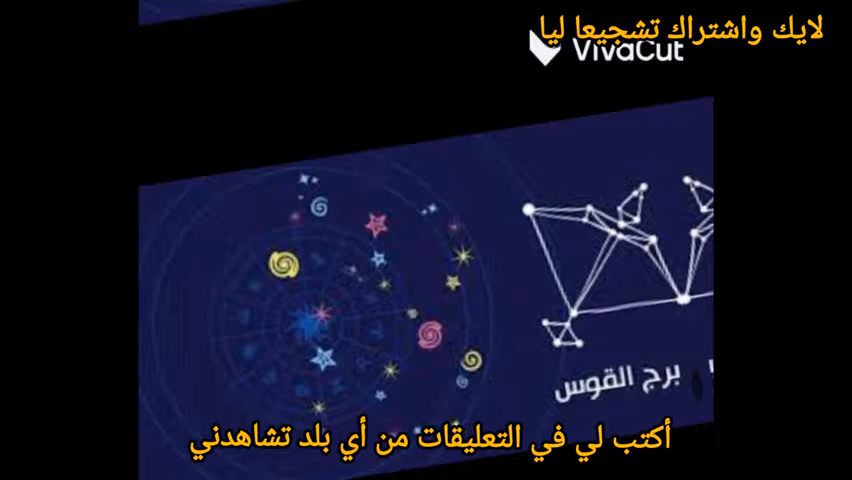 لايك واشتراك تشجيعا ليا
VivaCut
برج القوس
أكتب لي في التعليقات من أي بلد تشاهدني